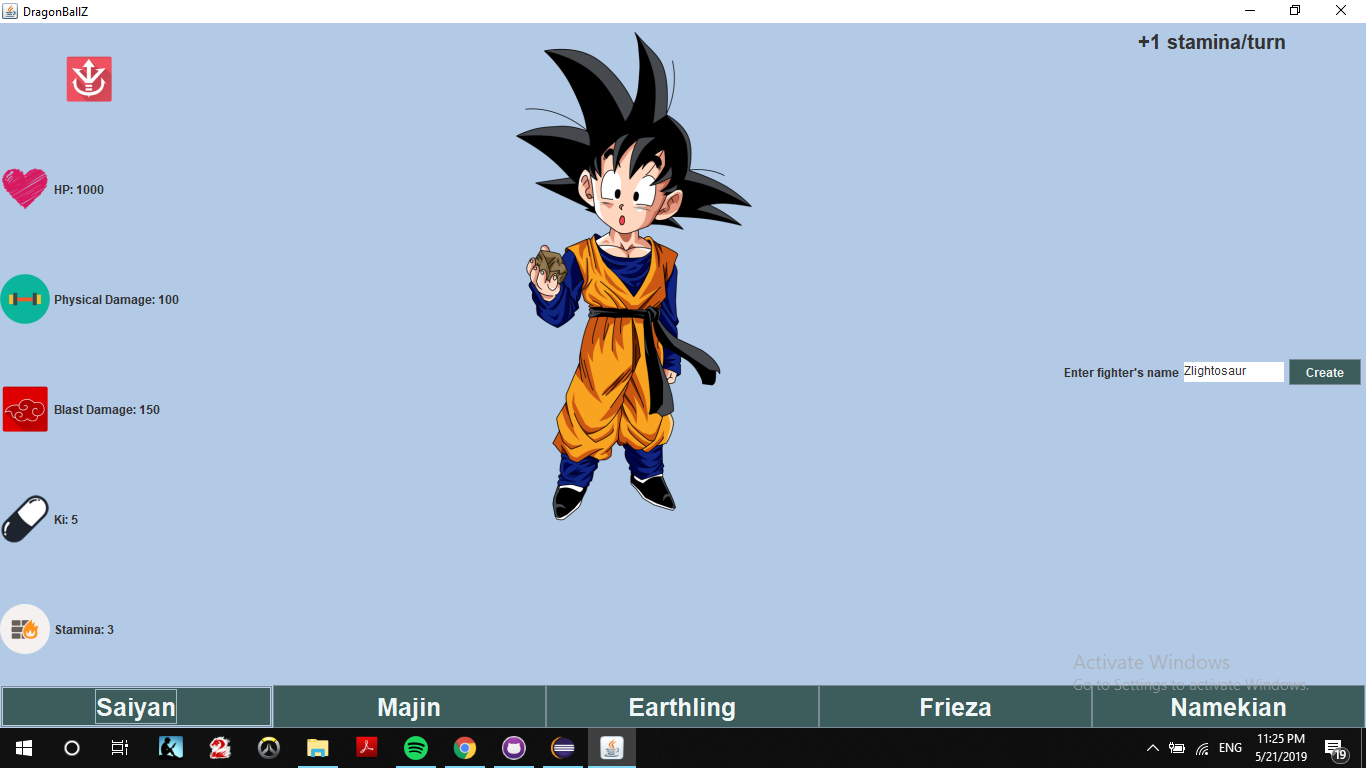 DragonBallZ
+1 stamina/turn
HP: 1000
Physical Damage: 100
Enter fighter's name Zlightosaur Create
Blast Damage: 150
Ki: 5
Stamina: 3
Activate Windows
Go to Settings to activate Windows.
Saiyan Majin Earthling Frieza Namekian
ENG 11:25 PM
5/21/2019
19